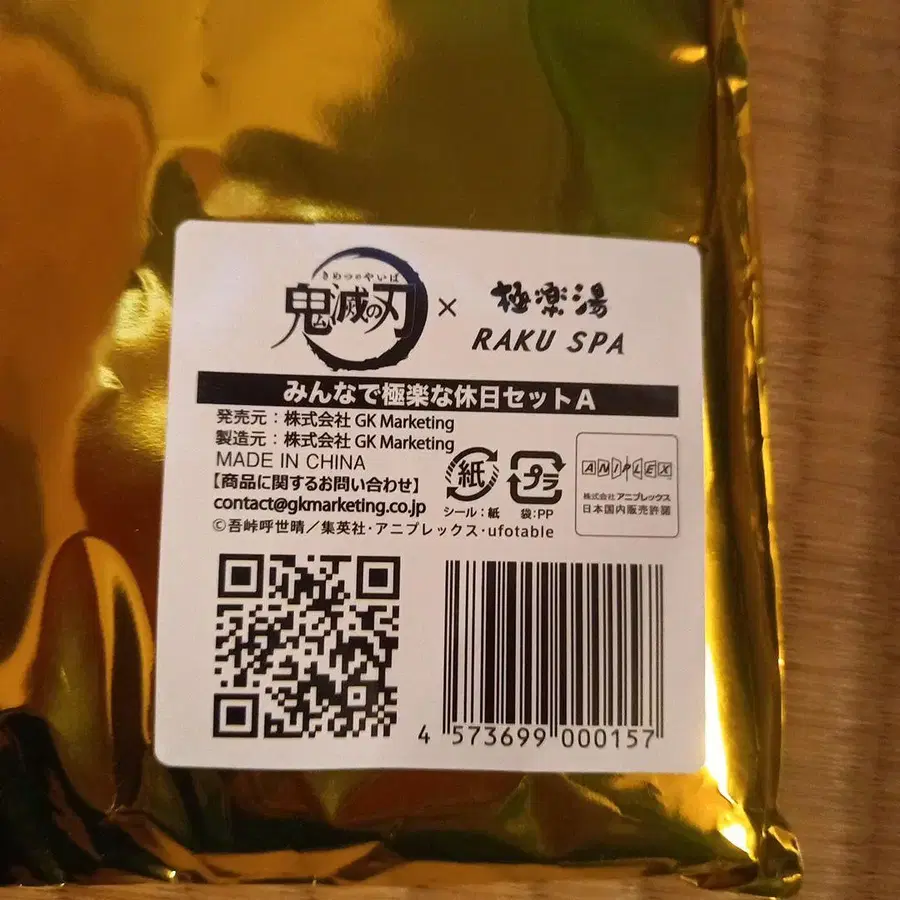 きめつのやいば
鬼滅の刃 × 極楽湯
RAKU SPA
みんなで極楽な休日セットA
発売元：株式会社 GK Marketing
製造元：株式会社 GK Marketing
MADE IN CHINA
【商品に関するお問い合わせ】
contact@gkmarketing.co.jp
紙 プラ
シール：紙 袋：PP
©吾峠呼世晴／集英社・アニプレックス・ufotable
ANIPLEX
株式会社アニプレックス
日本国内販売許諾
4 573699 000157